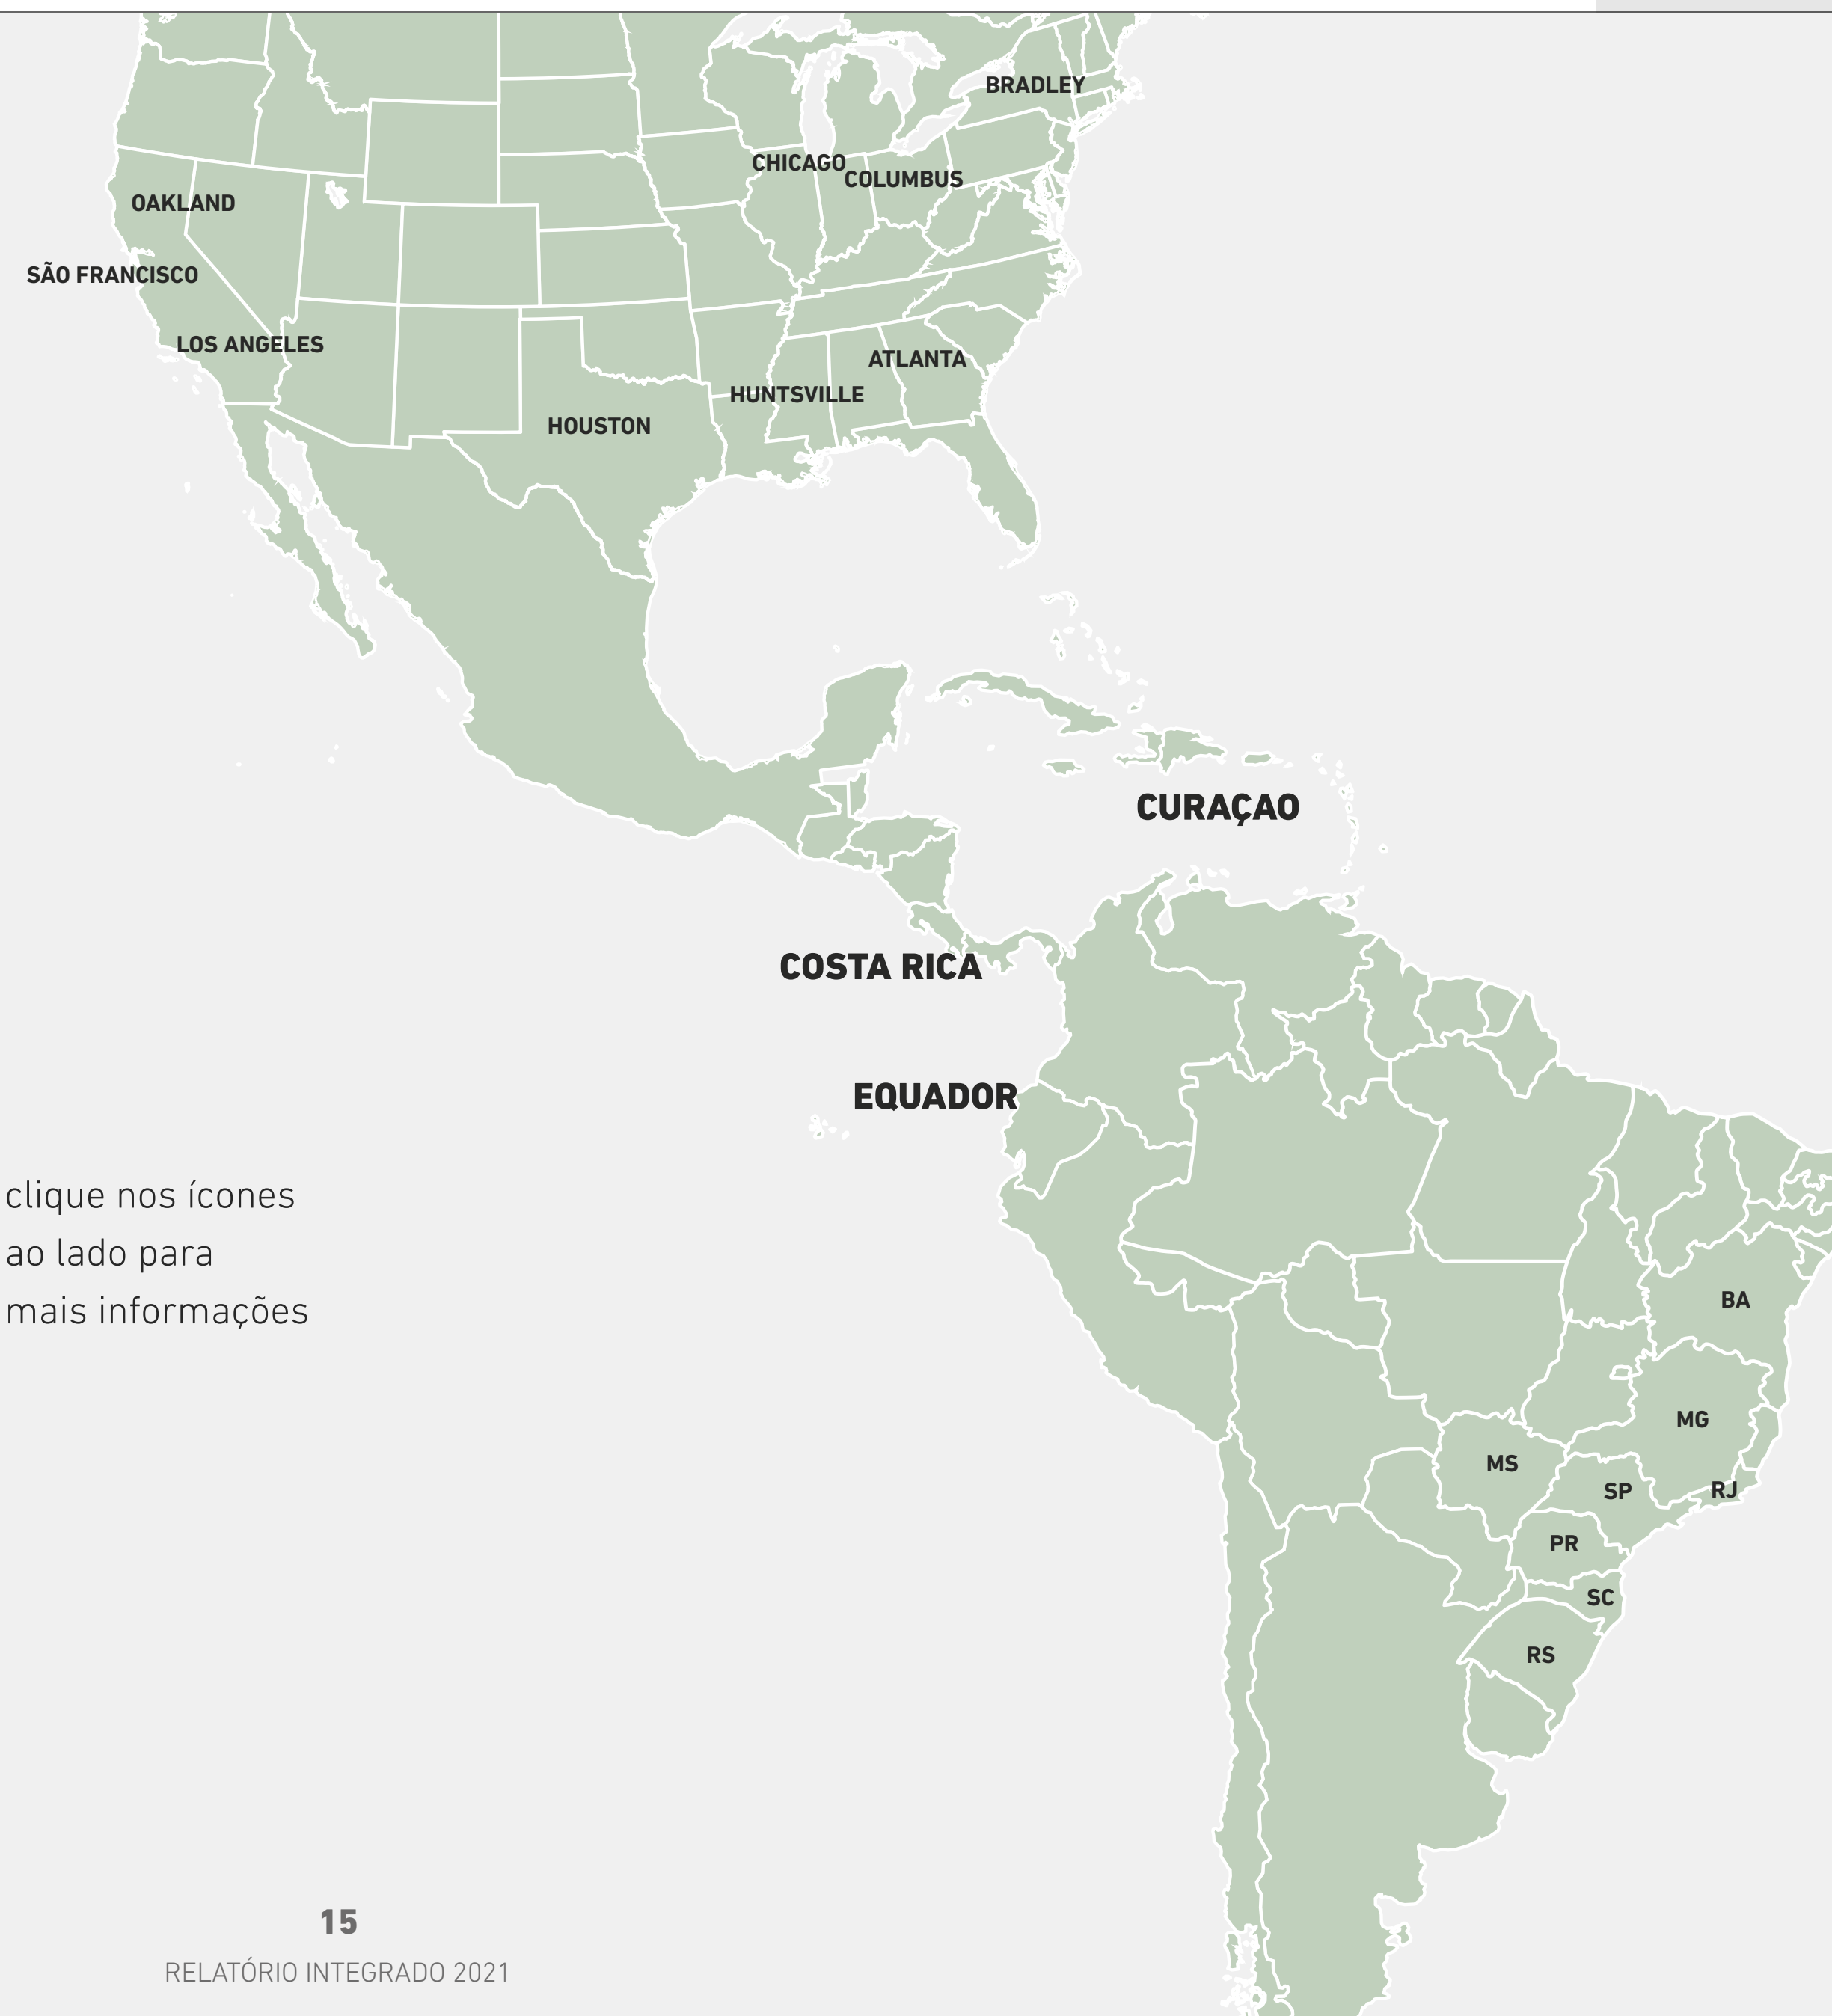 BRADLEY
CHICAGO
COLUMBUS
OAKLAND
SÃO FRANCISCO
LOS ANGELES
ATLANTA
HUNTSVILLE
HOUSTON
CURAÇAO
COSTA RICA
EQUADOR
clique nos ícones
ao lado para
mais informações
BA
MG
MS
SP
RJ
PR
SC
RS
15
RELATÓRIO INTEGRADO 2021